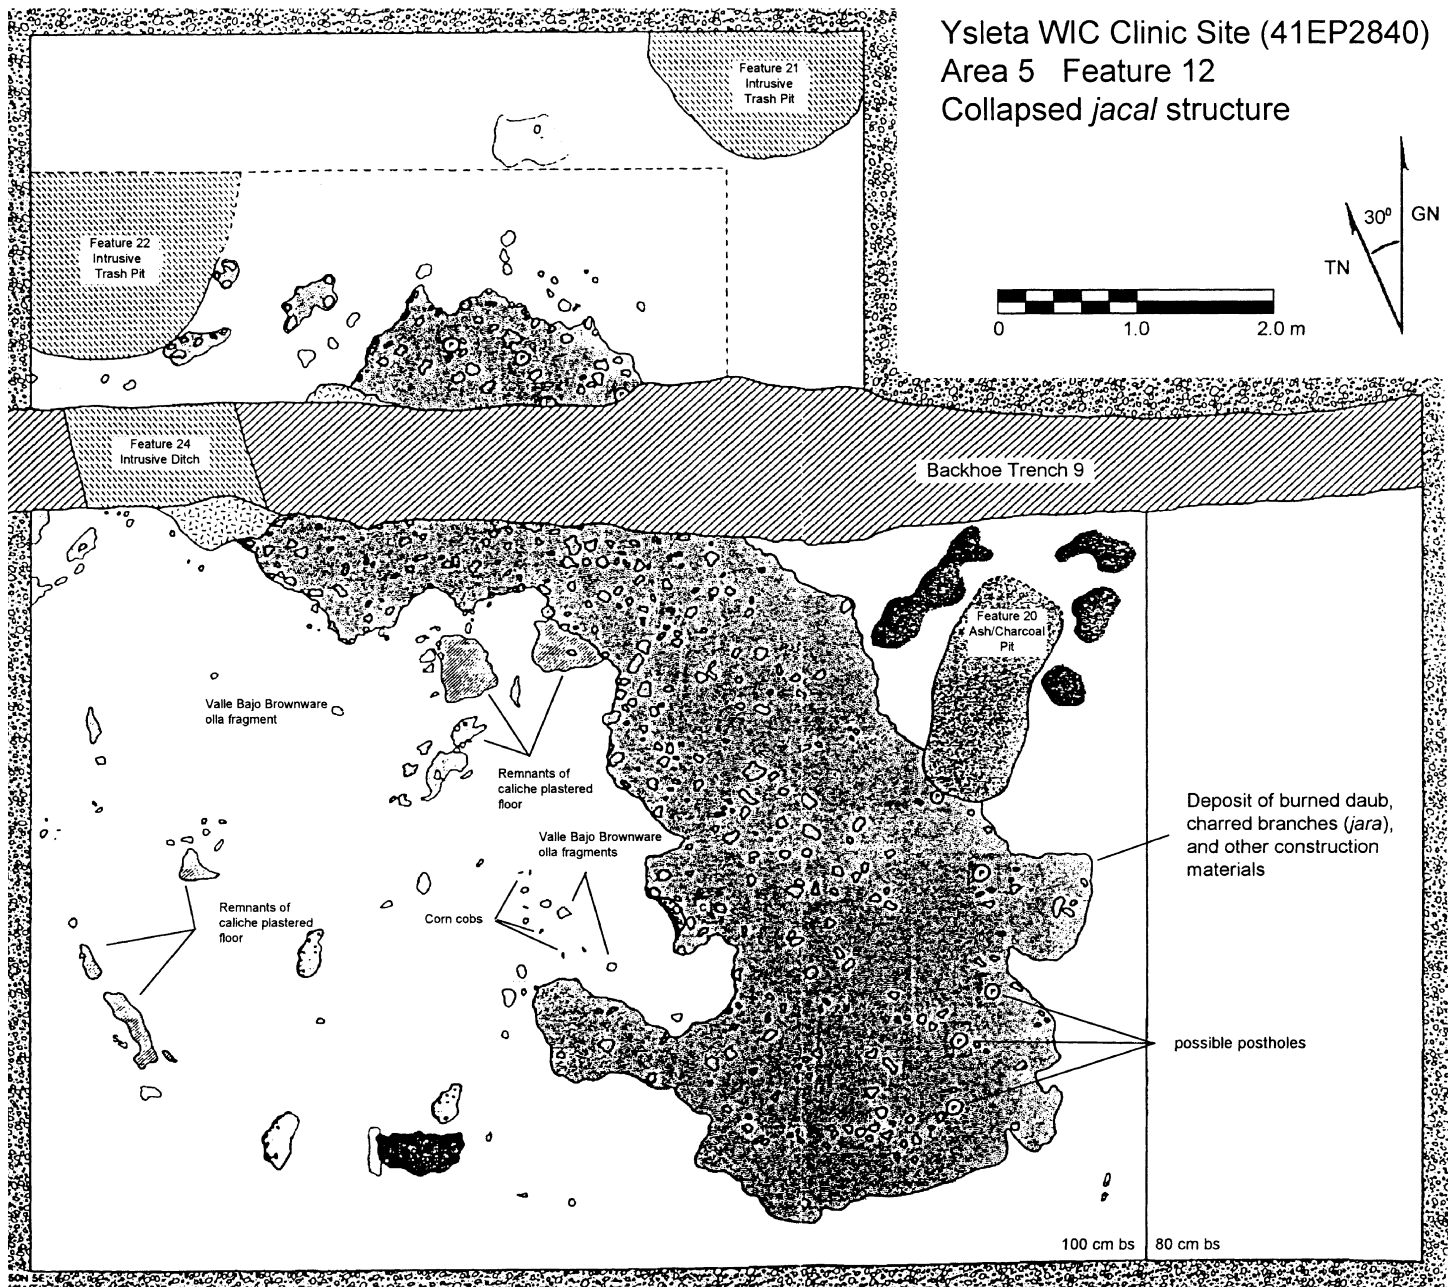 Ysleta WIC Clinic Site (41EP2840)
Area 5 Feature 12
Collapsed jacal structure
Feature 21
Intrusive
Trash Pit
30⁰
GN
TN
Feature 22
Intrusive
Trash Pit
0
1.0
2.0 m
Feature 24
Intrusive Ditch
Backhoe Trench 9
Feature 20
Ash/Charcoal
Pit
Valle Bajo Brownware
olla fragment
Remnants of
caliche plastered
floor
Deposit of burned daub,
charred branches (jara),
and other construction
materials
Valle Bajo Brownware
olla fragments
Remnants of
caliche plastered
floor
Corn cobs
possible postholes
100 cm bs
80 cm bs